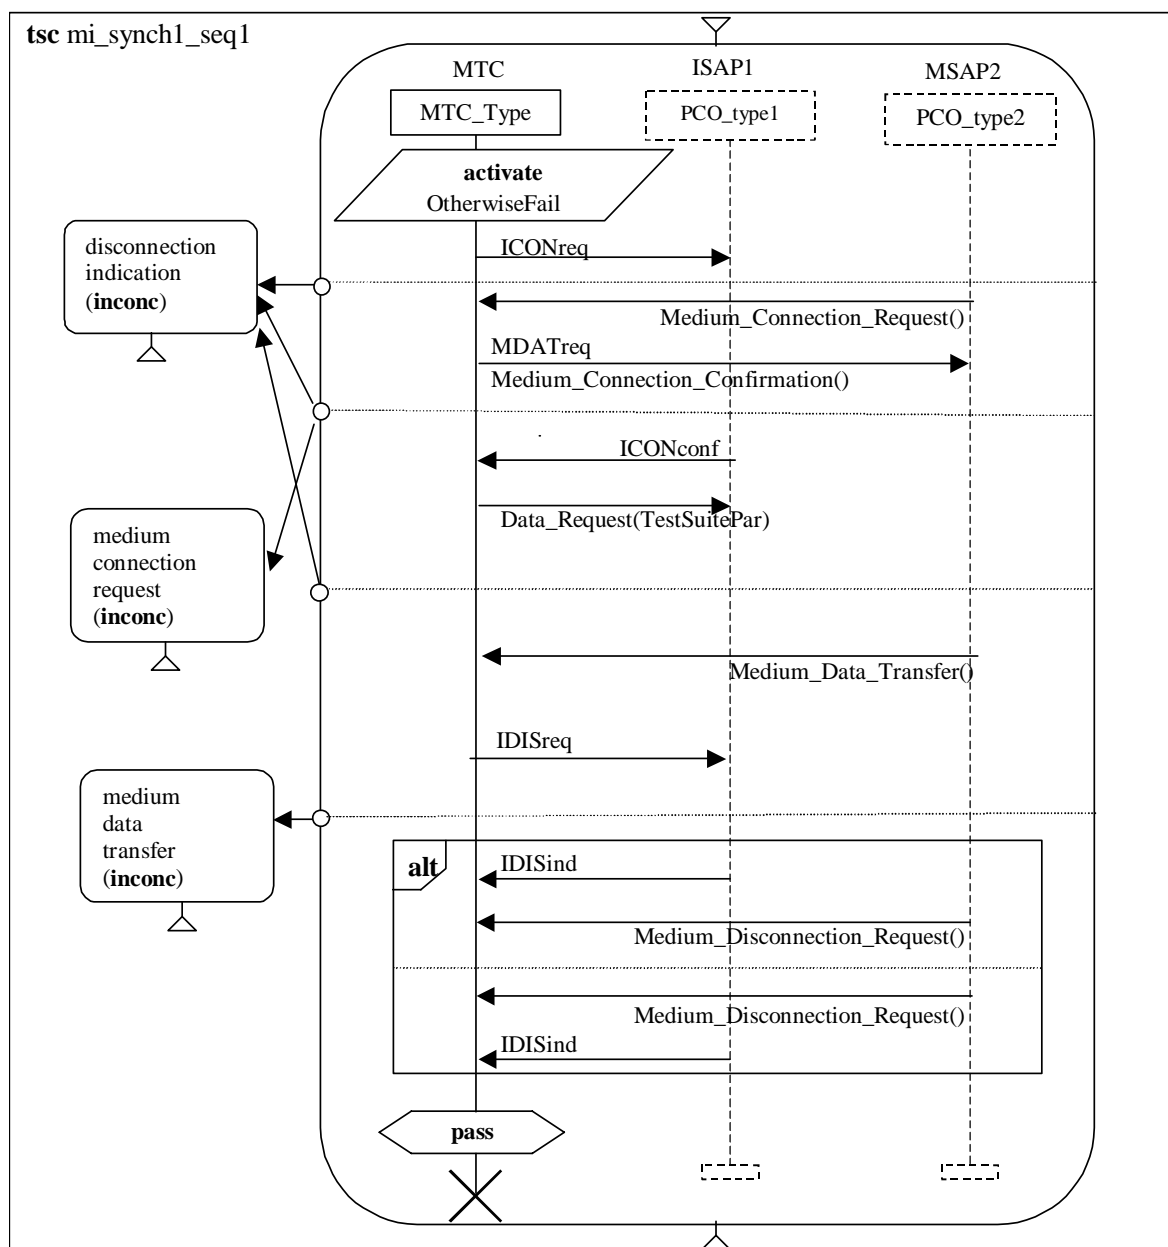 tsc mi_synch1_seq1
MTC
ISAP1
MSAP2
MTC_Type
PCO_type1
PCO_type2
activate
OtherwiseFail
disconnection
indication
(inconc)
ICONreq
Medium_Connection_Request()
MDATreq
Medium_Connection_Confirmation()
ICONconf
Data_Request(TestSuitePar)
medium
connection
request
(inconc)
Medium_Data_Transfer()
IDISreq
medium
data
transfer
(inconc)
alt
IDISind
Medium_Disconnection_Request()
Medium_Disconnection_Request()
IDISind
pass